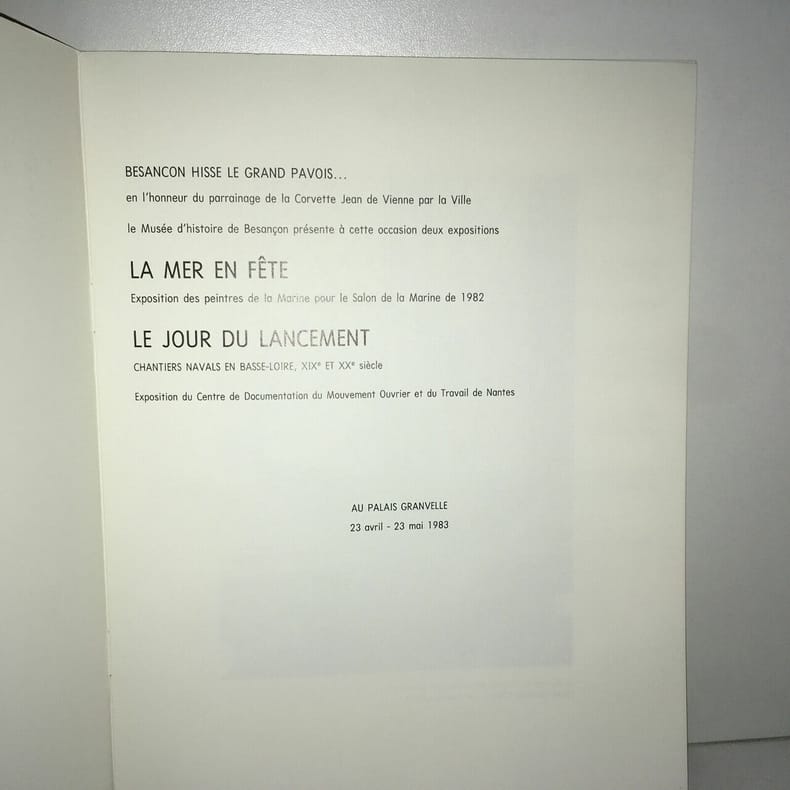 BESANCON HISSE LE GRAND PAVOIS...
en l'honneur du parrainage de la Corvette Jean de Vienne par la Ville
le Musée d'histoire de Besançon présente à cette occasion deux expositions
LA MER EN FÊTE
Exposition des peintres de la Marine pour le Salon de la Marine de 1982
LE JOUR DU LANCEMENT
CHANTIERS NAVALS EN BASSE-LOIRE, XIXe ET XXe siècle
Exposition du Centre de Documentation du Mouvement Ouvrier et du Travail de Nantes
AU PALAIS GRANVELLE
23 avril - 23 mai 1983